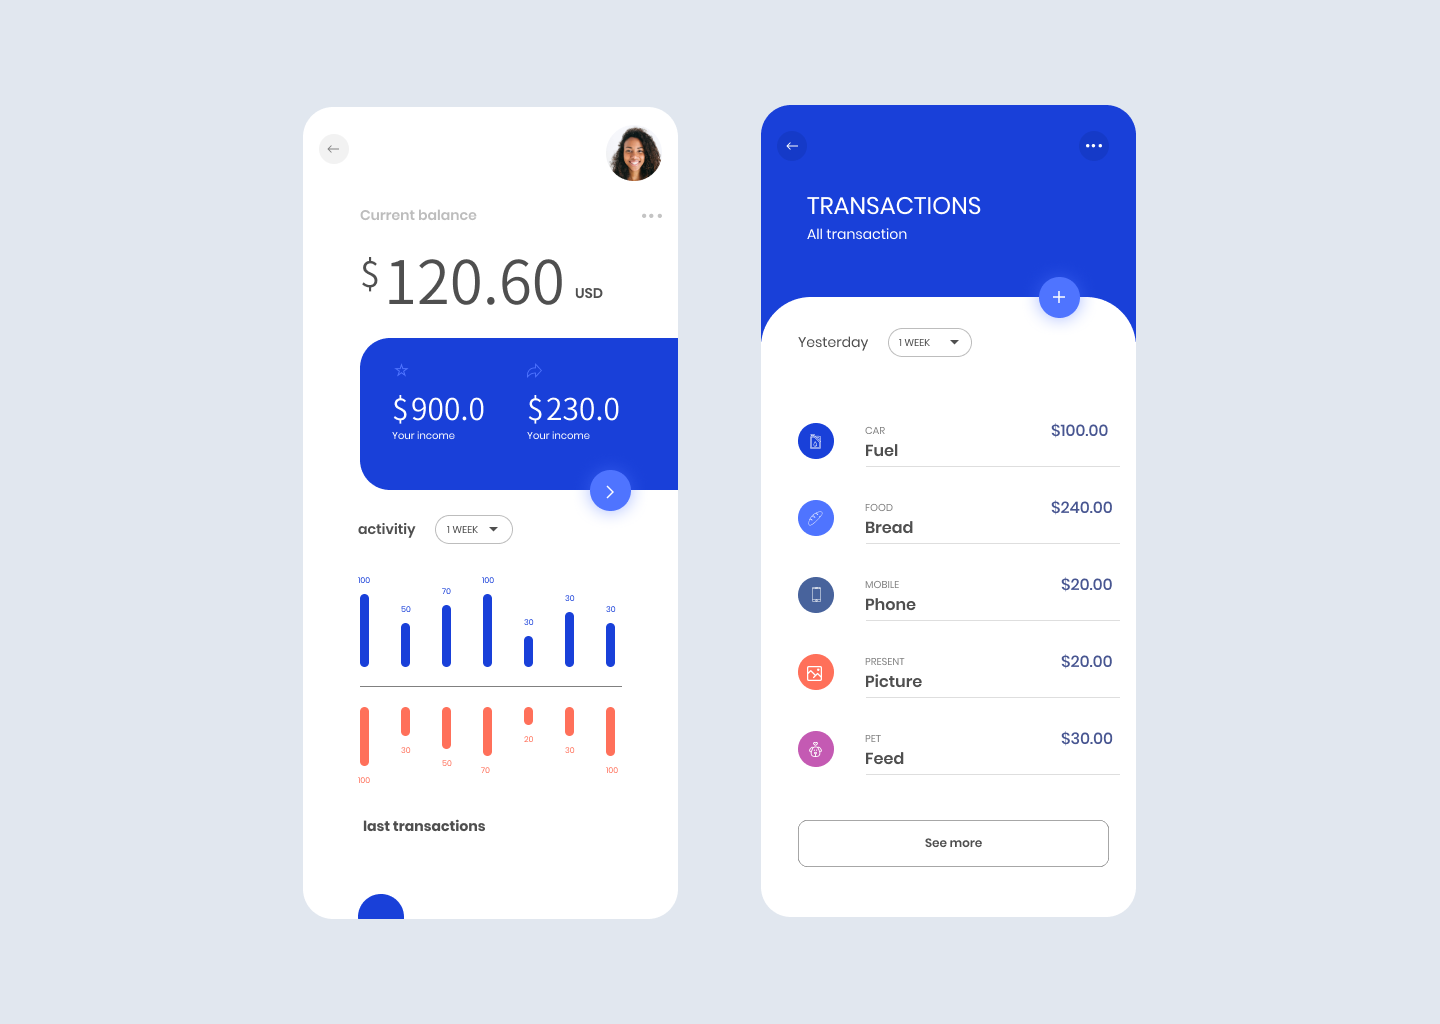 Current balance
$120.60 USD
$900.0
Your income
$230.0
Your income
activitiy
1 WEEK
100
50
70
100
30
30
30
100
30
50
70
20
30
100
last transactions
TRANSACTIONS
All transaction
Yesterday
1 WEEK
CAR
Fuel
$100.00
FOOD
Bread
$240.00
MOBILE
Phone
$20.00
PRESENT
Picture
$20.00
PET
Feed
$30.00
See more